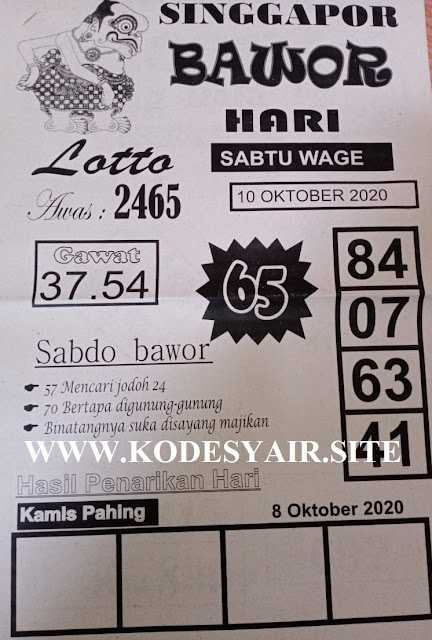 SINGGAPOR
BAWOR
HARI
Lotto
SABTU WAGE
Awas : 2465
10 OKTOBER 2020
Gawat
37.54
65
84
07
63
41
Sabdo bawor
57 Mencari jodoh 24
70 Bertapa digunung-gunung
Binatangnya suka disayang majikan
WWW.KODESYAIR.SITE
Hasil Penarikan Hari
Kamis Pahing
8 Oktober 2020